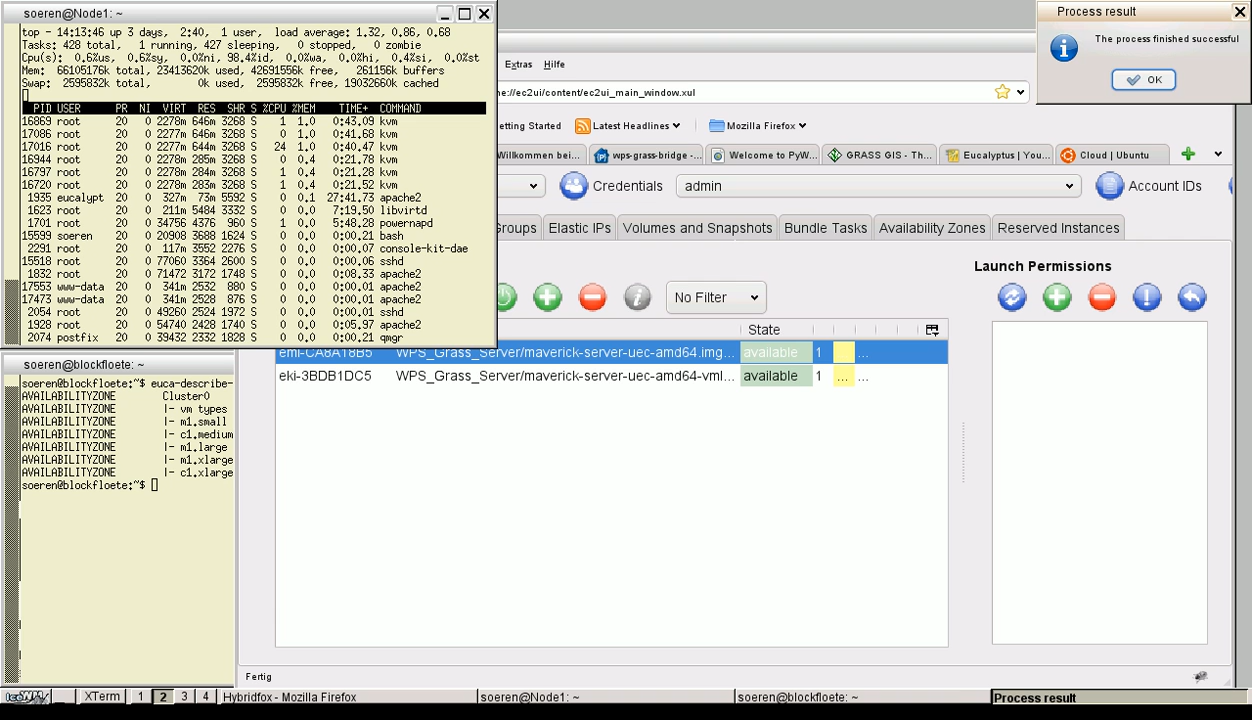 soeren@Node1: ~
top - 14:13:46 up 3 days, 2:40, 1 user, load average: 1.32, 0.86, 0.68
Tasks: 428 total, 1 running, 427 sleeping, 0 stopped, 0 zombie
Cpu(s): 0.6%us, 0.6%sy, 0.0%ni, 98.4%id, 0.0%wa, 0.0%hi, 0.4%si, 0.0%st
Mem: 66105176k total, 23413620k used, 42691556k free, 261156k buffers
Swap: 2595832k total, 0k used, 2595832k free, 19032660k cached
PID USER PR NI VIRT RES SHR S %CPU %MEM TIME+ COMMAND
16869 root 20 0 2278m 646m 3268 S 1 1.0 0:43.09 kvm
17086 root 20 0 2277m 646m 3268 S 0 1.0 0:41.68 kvm
17016 root 20 0 2277m 644m 3268 S 24 1.0 0:40.47 kvm
16944 root 20 0 2278m 285m 3268 S 0 0.4 0:21.78 kvm
16797 root 20 0 2278m 284m 3268 S 1 0.4 0:21.28 kvm
16720 root 20 0 2278m 283m 3268 S 1 0.4 0:21.52 kvm
1935 eucalypt 20 0 327m 73m 5592 S 0 0.1 27:41.73 apache2
1623 root 20 0 211m 5484 3332 S 0 0.0 7:19.50 libvirtd
1701 root 20 0 34756 4376 960 S 1 0.0 5:48.28 powernapd
15599 soeren 20 0 20908 3688 1624 S 0 0.0 0:00.21 bash
2291 root 20 0 117m 3552 2276 S 0 0.0 0:00.07 console-kit-dae
15518 root 20 0 77060 3364 2600 S 0 0.0 0:00.06 sshd
1832 root 20 0 71472 3172 1748 S 0 0.0 0:08.33 apache2
17553 www-data 20 0 341m 2532 880 S 0 0.0 0:00.01 apache2
17473 www-data 20 0 341m 2528 876 S 0 0.0 0:00.01 apache2
2054 root 20 0 49260 2524 1972 S 0 0.0 0:00.01 sshd
1928 root 20 0 54740 2428 1740 S 0 0.0 0:05.97 apache2
2074 postfix 20 0 39432 2332 1828 S 0 0.0 0:00.21 qmgr
Process result
The process finished successful
OK
Extras Hilfe
://ec2ui/content/ec2ui_main_window.xul
Getting Started Latest Headlines Mozilla Firefox
Willkommen bei... wps-grass-bridge -... Welcome to PyW... GRASS GIS - Th... Eucalyptus | You... Cloud | Ubuntu
Credentials admin Account IDs
Groups Elastic IPs Volumes and Snapshots Bundle Tasks Availability Zones Reserved Instances
Launch Permissions
No Filter
State
emi-CA8A18B5 WPS_Grass_Server/maverick-server-uec-amd64.img... available 1 ...
eki-3BDB1DC5 WPS_Grass_Server/maverick-server-uec-amd64-vml... available 1 ... ...
soeren@blockfloete: ~
soeren@blockfloete:~$ euca-describe-
AVAILABILITYZONE Cluster0
AVAILABILITYZONE |- vm types
AVAILABILITYZONE |- m1.small
AVAILABILITYZONE |- c1.medium
AVAILABILITYZONE |- m1.large
AVAILABILITYZONE |- m1.xlarge
AVAILABILITYZONE |- c1.xlarge
soeren@blockfloete:~$
Fertig
XTerm 1 2 3 4 Hybridfox - Mozilla Firefox soeren@Node1: ~ soeren@blockfloete: ~ Process result